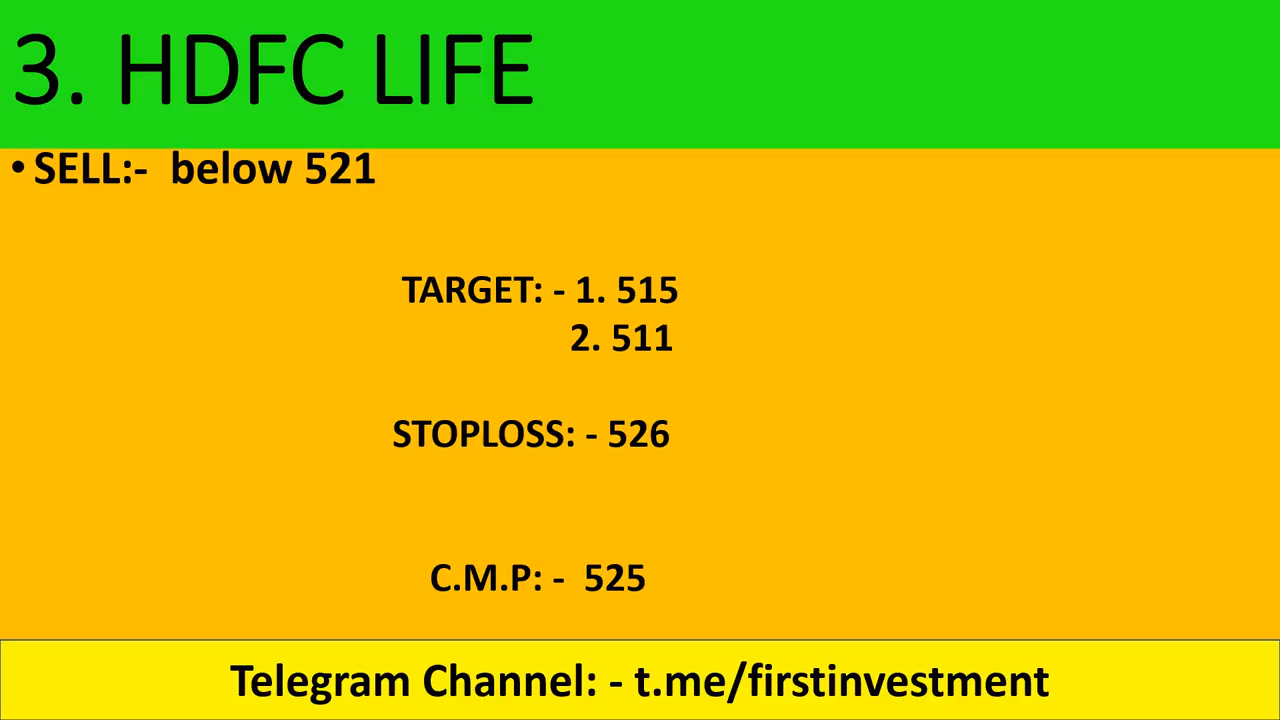 3. HDFC LIFE
• SELL:- below 521
TARGET: - 1. 515
2. 511
STOPLOSS: - 526
C.M.P: - 525
Telegram Channel: - t.me/firstinvestment